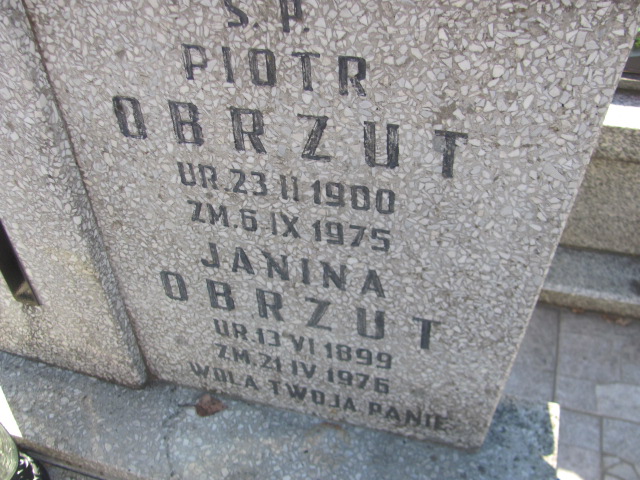 Ś.P.
PIOTR
OBRZUT
UR.23 II 1900
ZM.6 IX 1975
JANINA
OBRZUT
UR.13 VI 1899
ZM.21 IV 1976
WOLA TWOJA PANIE